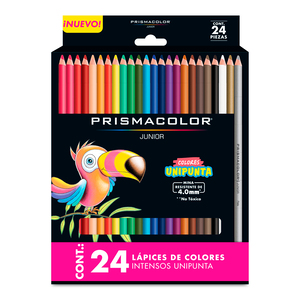 ¡NUEVO!
CONT.
24
PIEZAS
PRISMACOLOR
JUNIOR
COLORES
UNIPUNTA
MINA
RESISTENTE DE
4.0mm
No Tóxico
CONT.:
24 LÁPICES DE COLORES
INTENSOS UNIPUNTA
PRISMACOLOR